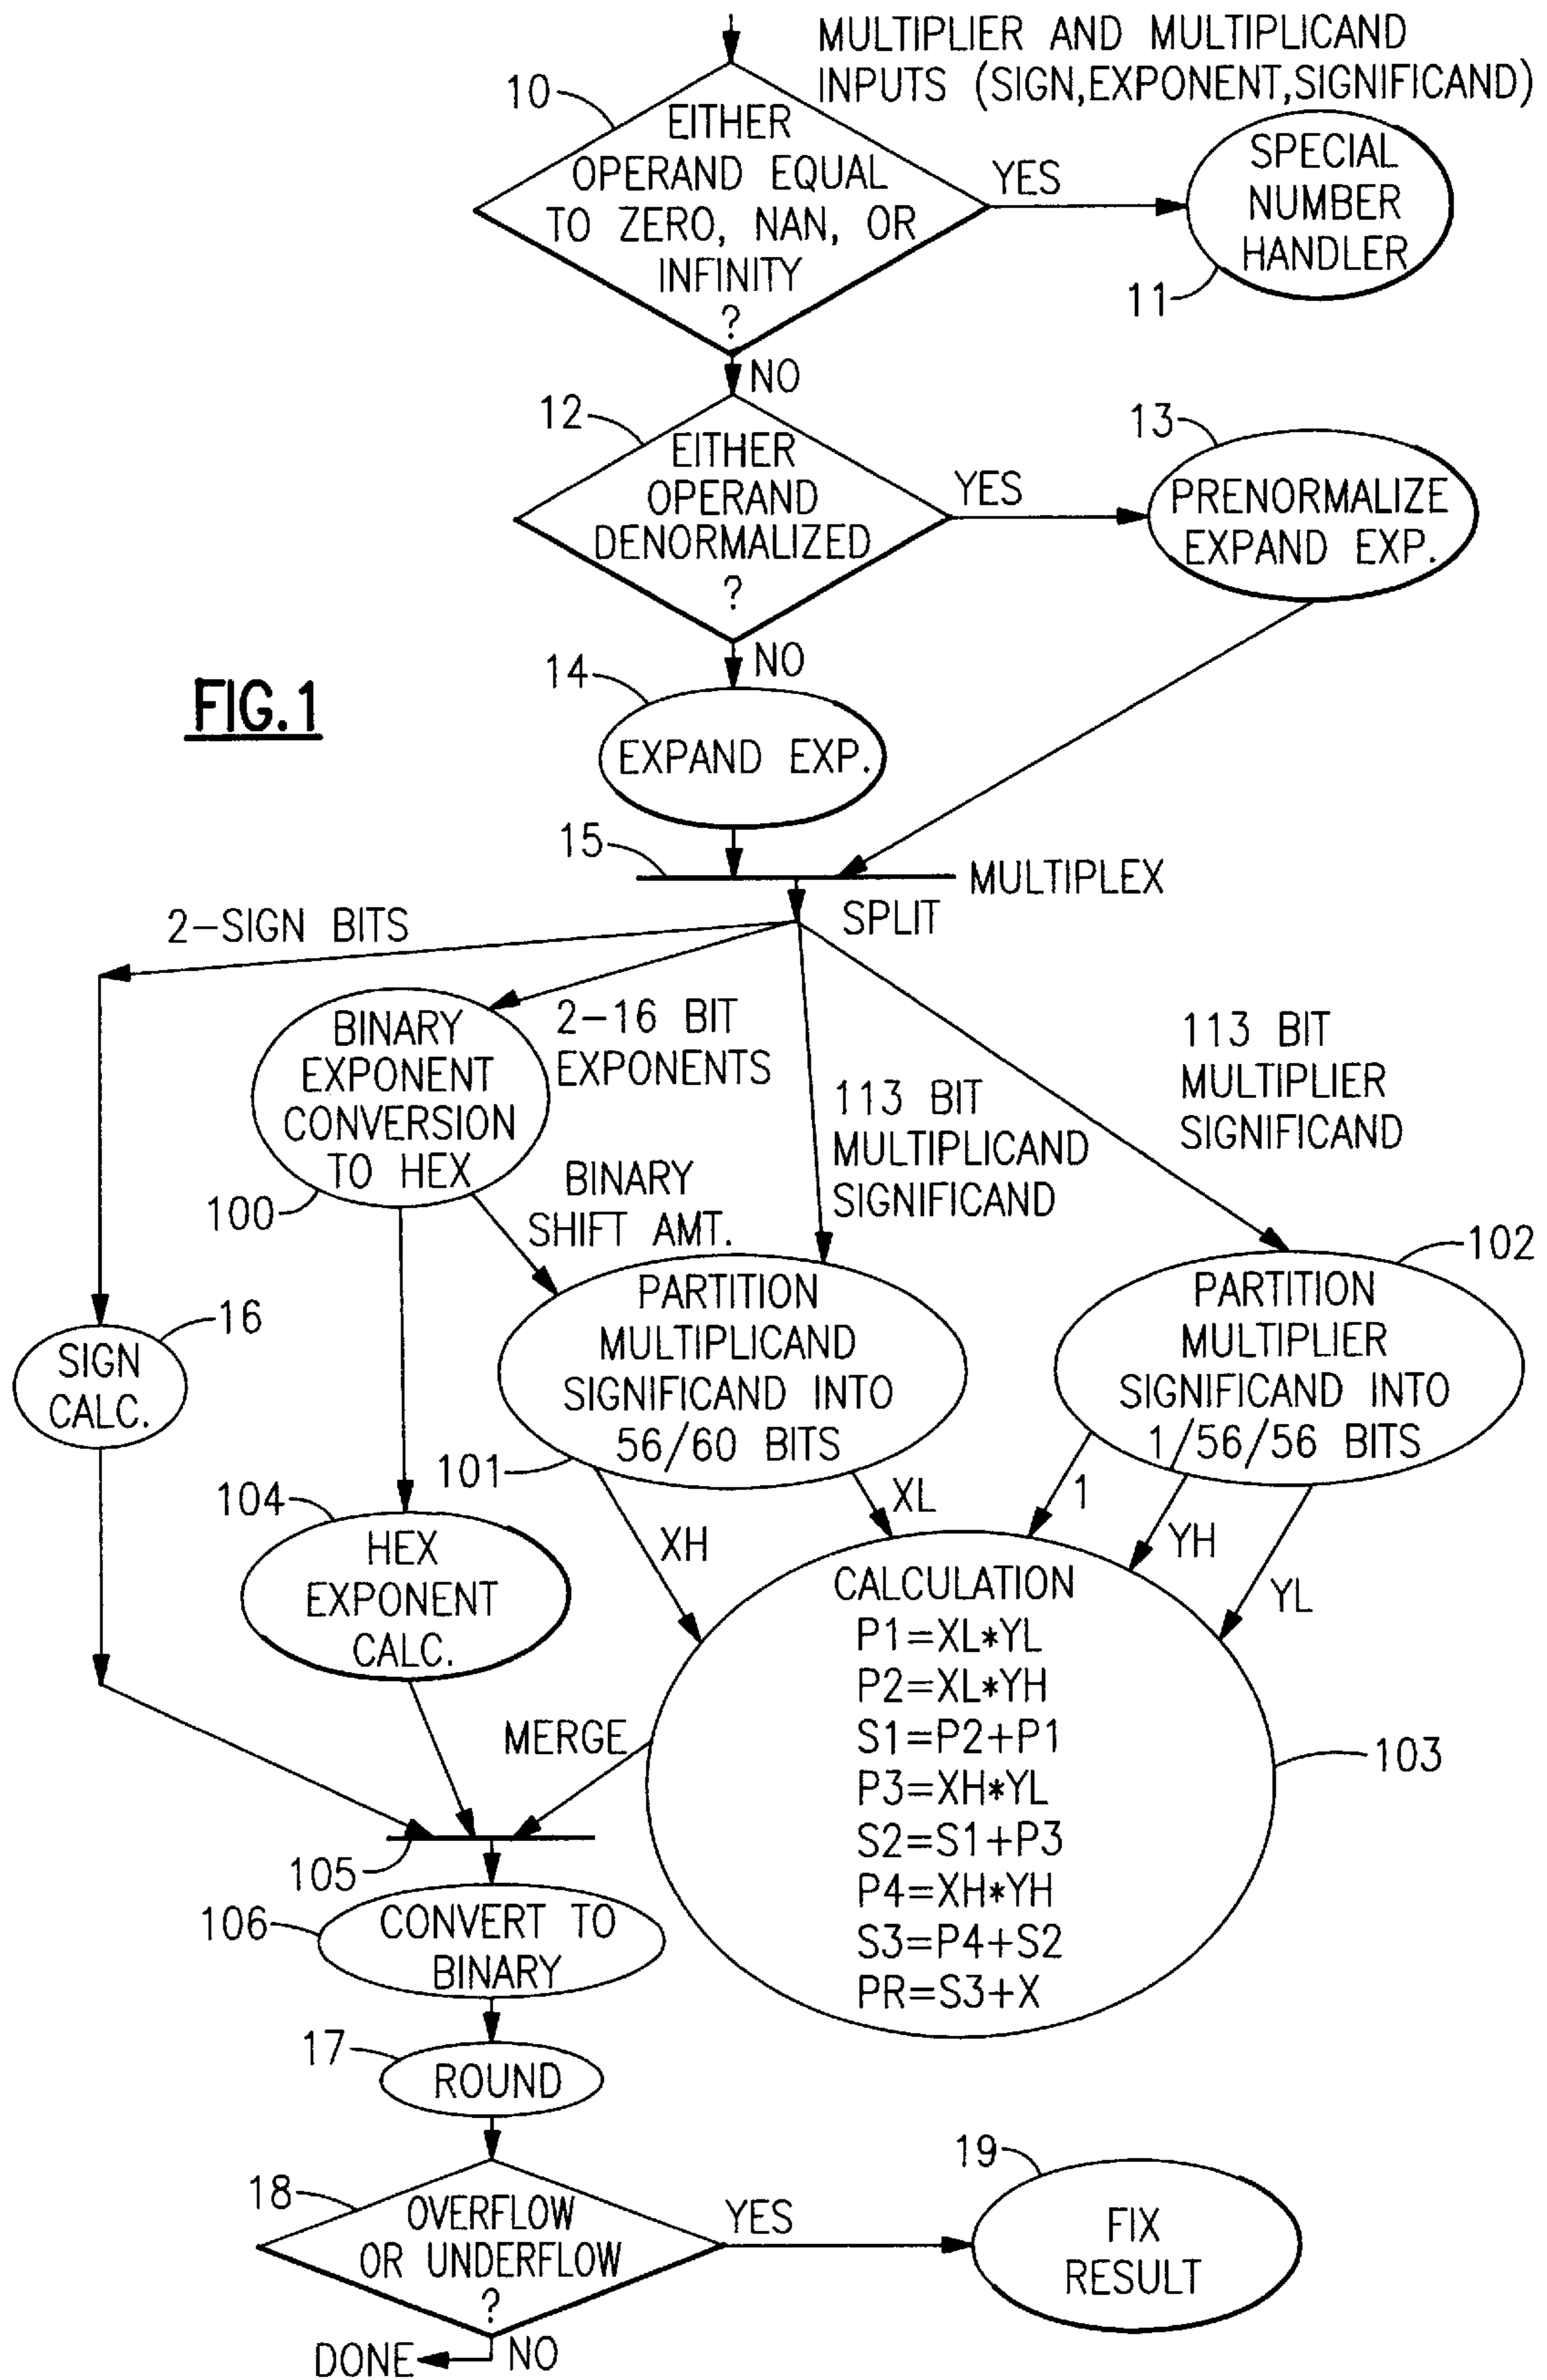 MULTIPLIER AND MULTIPLICAND
INPUTS (SIGN,EXPONENT,SIGNIFICAND)
10
EITHER
OPERAND EQUAL
TO ZERO, NAN, OR
INFINITY
?
YES
SPECIAL
NUMBER
HANDLER
11
NO
12
EITHER
OPERAND
DENORMALIZED
?
YES
13
PRENORMALIZE
EXPAND EXP.
NO
14
EXPAND EXP.
FIG.1
15
MULTIPLEX
SPLIT
2-SIGN BITS
BINARY
EXPONENT
CONVERSION
TO HEX
100
2-16 BIT
EXPONENTS
113 BIT
MULTIPLICAND
SIGNIFICAND
113 BIT
MULTIPLIER
SIGNIFICAND
BINARY
SHIFT AMT.
16
SIGN
CALC.
PARTITION
MULTIPLICAND
SIGNIFICAND INTO
56/60 BITS
101
102
PARTITION
MULTIPLIER
SIGNIFICAND INTO
1/56/56 BITS
104
HEX
EXPONENT
CALC.
XH
XL
1
YH
YL
CALCULATION
P1=XL*YL
P2=XL*YH
S1=P2+P1
P3=XH*YL
S2=S1+P3
P4=XH*YH
S3=P4+S2
PR=S3+X
103
MERGE
105
106
CONVERT TO
BINARY
17
ROUND
18
OVERFLOW
OR UNDERFLOW
?
YES
19
FIX
RESULT
NO
DONE